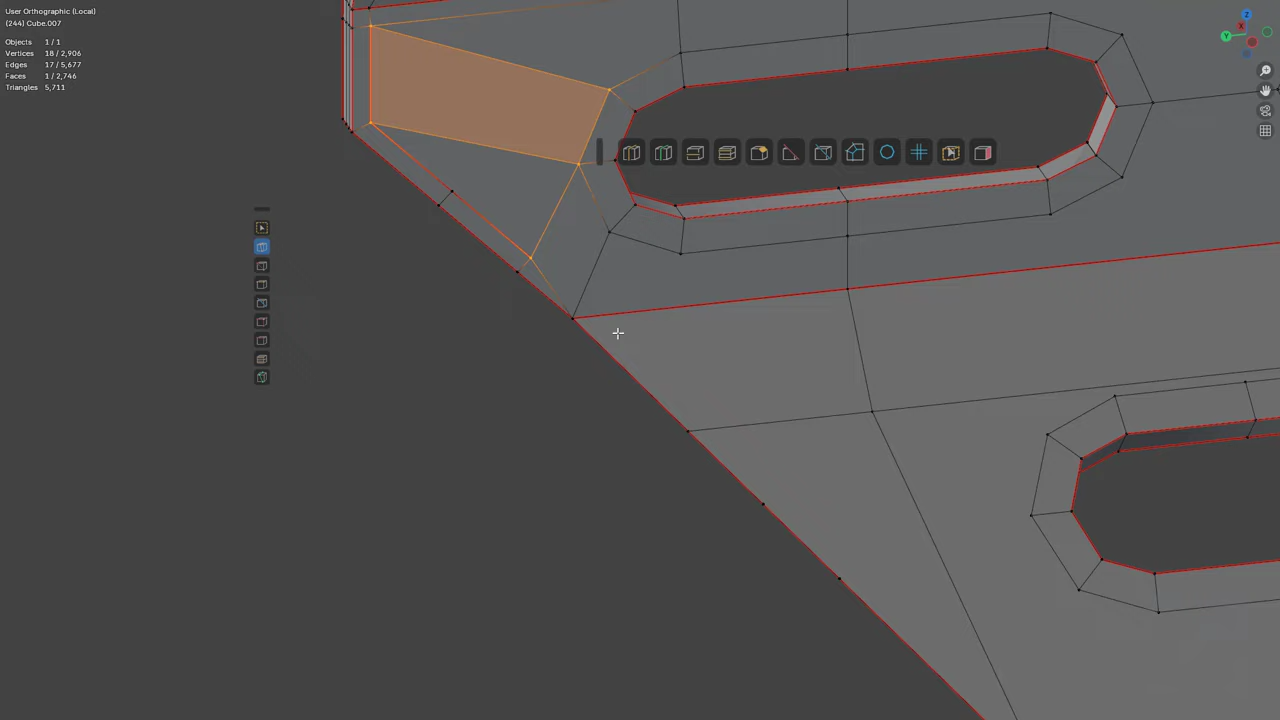 User Orthographic (Local)
(244) Cube.007
Objects 1 / 1
Vertices 18 / 2,906
Edges 17 / 5,677
Faces 1 / 2,746
Triangles 5,711
Z
X
Y